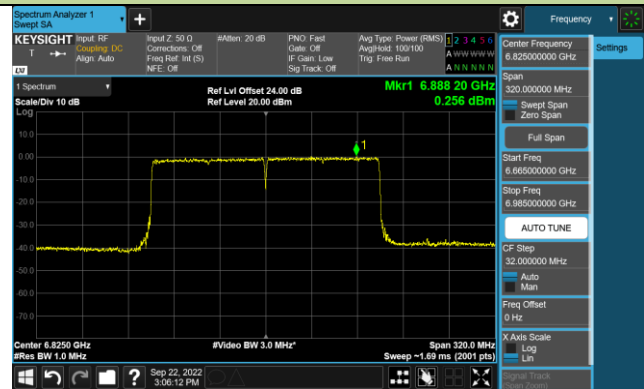 Spectrum Analyzer 1
Swept SA
+
Frequency
KEYSIGHT
Input: RF
Coupling: DC
Align: Auto
Input Z: 50 Ω
Corrections: Off
Freq Ref: Int (S)
NFE: Off
#Atten: 20 dB
PNO: Fast
Gate: Off
IF Gain: Low
Sig Track: Off
Avg Type: Power (RMS)
Avg|Hold: 100/100
Trig: Free Run
1 2 3 4 5 6
A W W W W W
A N N N N N
LXI
1 Spectrum
Scale/Div 10 dB
Log
Ref Lvl Offset 24.00 dB
Ref Level 20.00 dBm
Mkr1 6.888 20 GHz
0.256 dBm
1
10.0
0.00
-10.0
-20.0
-30.0
-40.0
-50.0
-60.0
-70.0
Center 6.8250 GHz
#Res BW 1.0 MHz
#Video BW 3.0 MHz*
Span 320.0 MHz
Sweep ~1.69 ms (2001 pts)
Center Frequency
6.825000000 GHz
Settings
Span
320.000000 MHz
Swept Span
Zero Span
Full Span
Start Freq
6.665000000 GHz
Stop Freq
6.985000000 GHz
AUTO TUNE
CF Step
32.000000 MHz
Auto
Man
Freq Offset
0 Hz
X Axis Scale
Log
Lin
Signal Track
(Span Zoom)
?
Sep 22, 2022
3:06:12 PM